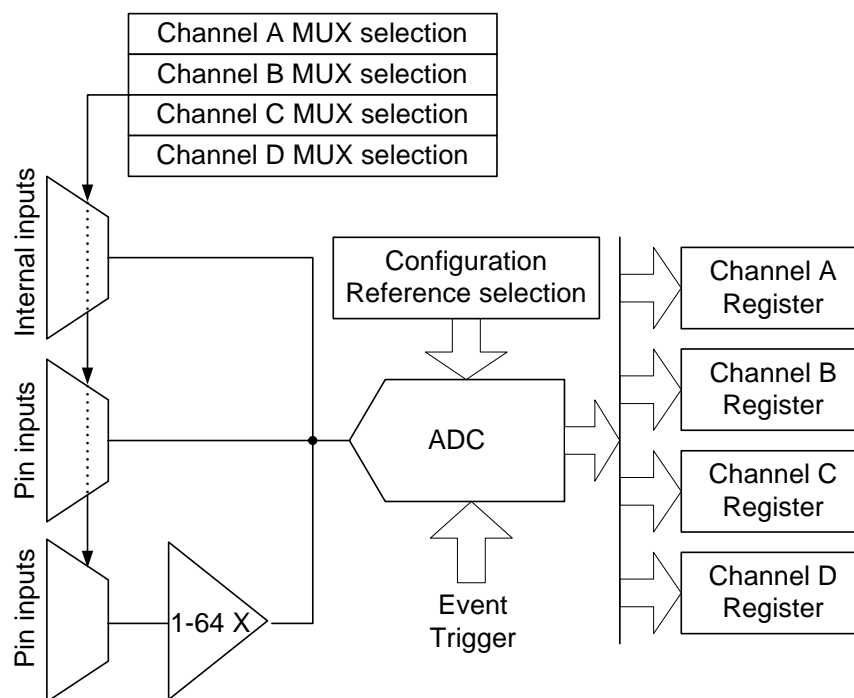 Channel A MUX selection
Channel B MUX selection
Channel C MUX selection
Channel D MUX selection
Internal inputs
Pin inputs
Pin inputs
1-64 X
Configuration
Reference selection
ADC
Event
Trigger
Channel A
Register
Channel B
Register
Channel C
Register
Channel D
Register